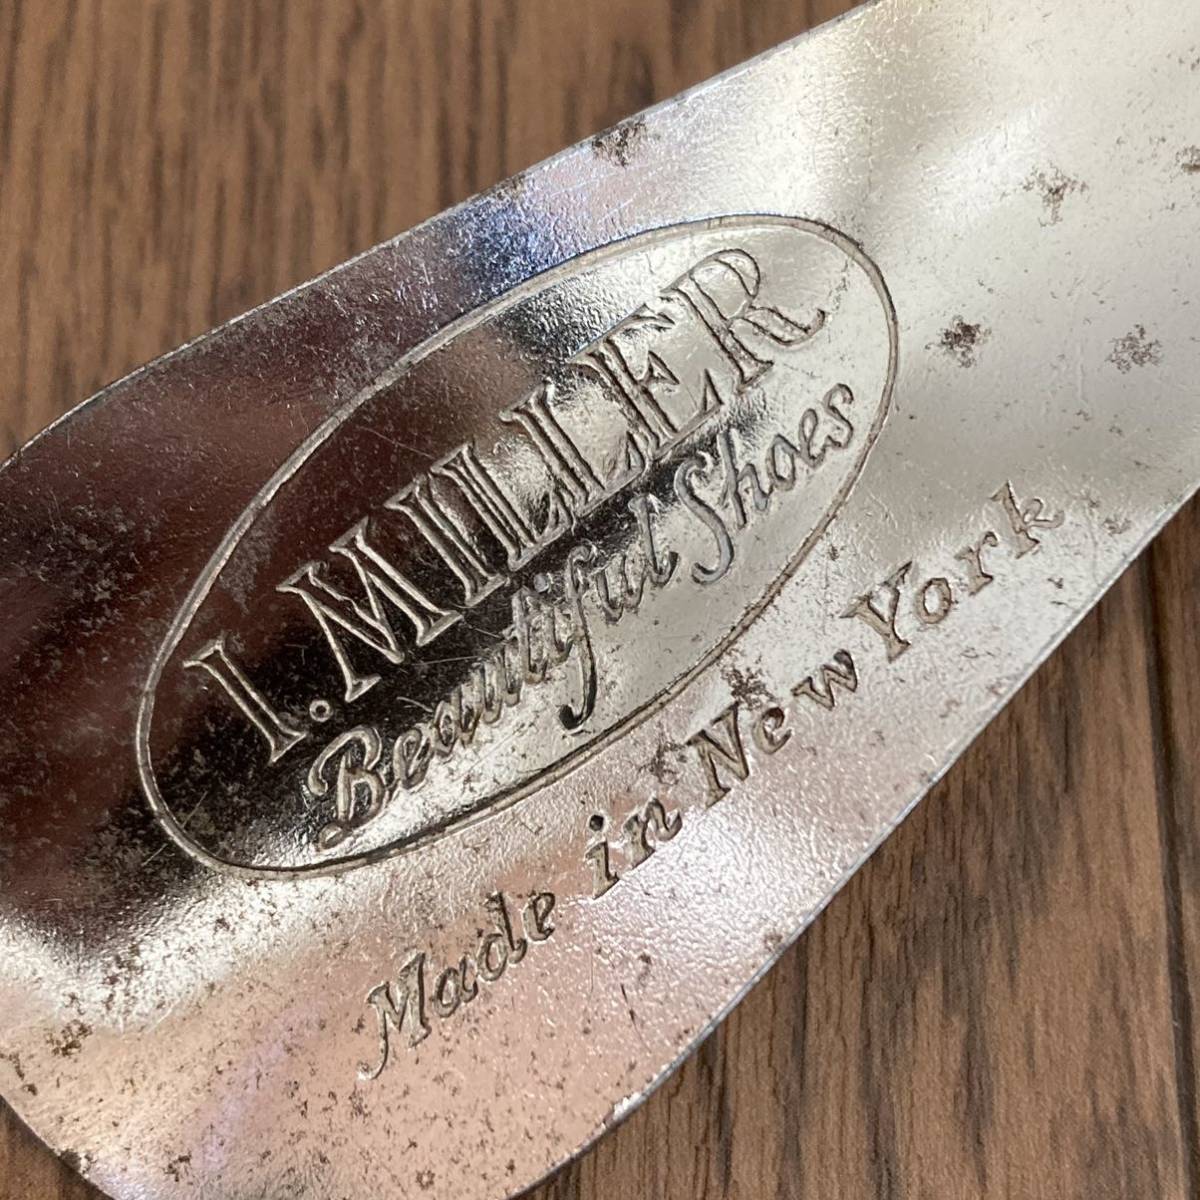 I. MILLER
Beautiful Shoes
Made in New York